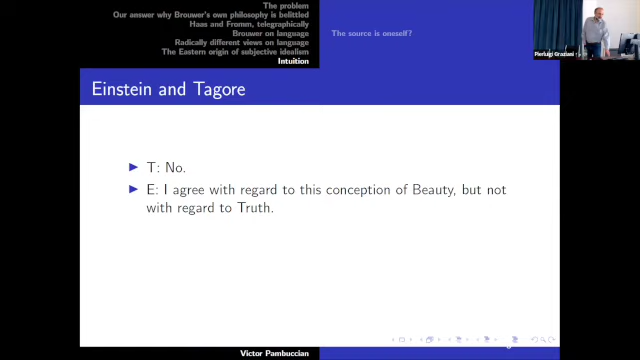 The problem
Our answer why Brouwer's own philosophy is belittled
Haas and Fromm, telegraphically
Brouwer on language
Radically different views on language
The Eastern origin of subjective idealism
Intuition
The source is oneself?
Pierluigi Graziani
Einstein and Tagore
T: No.
E: I agree with regard to this conception of Beauty, but not
with regard to Truth.
Victor Pambuccian